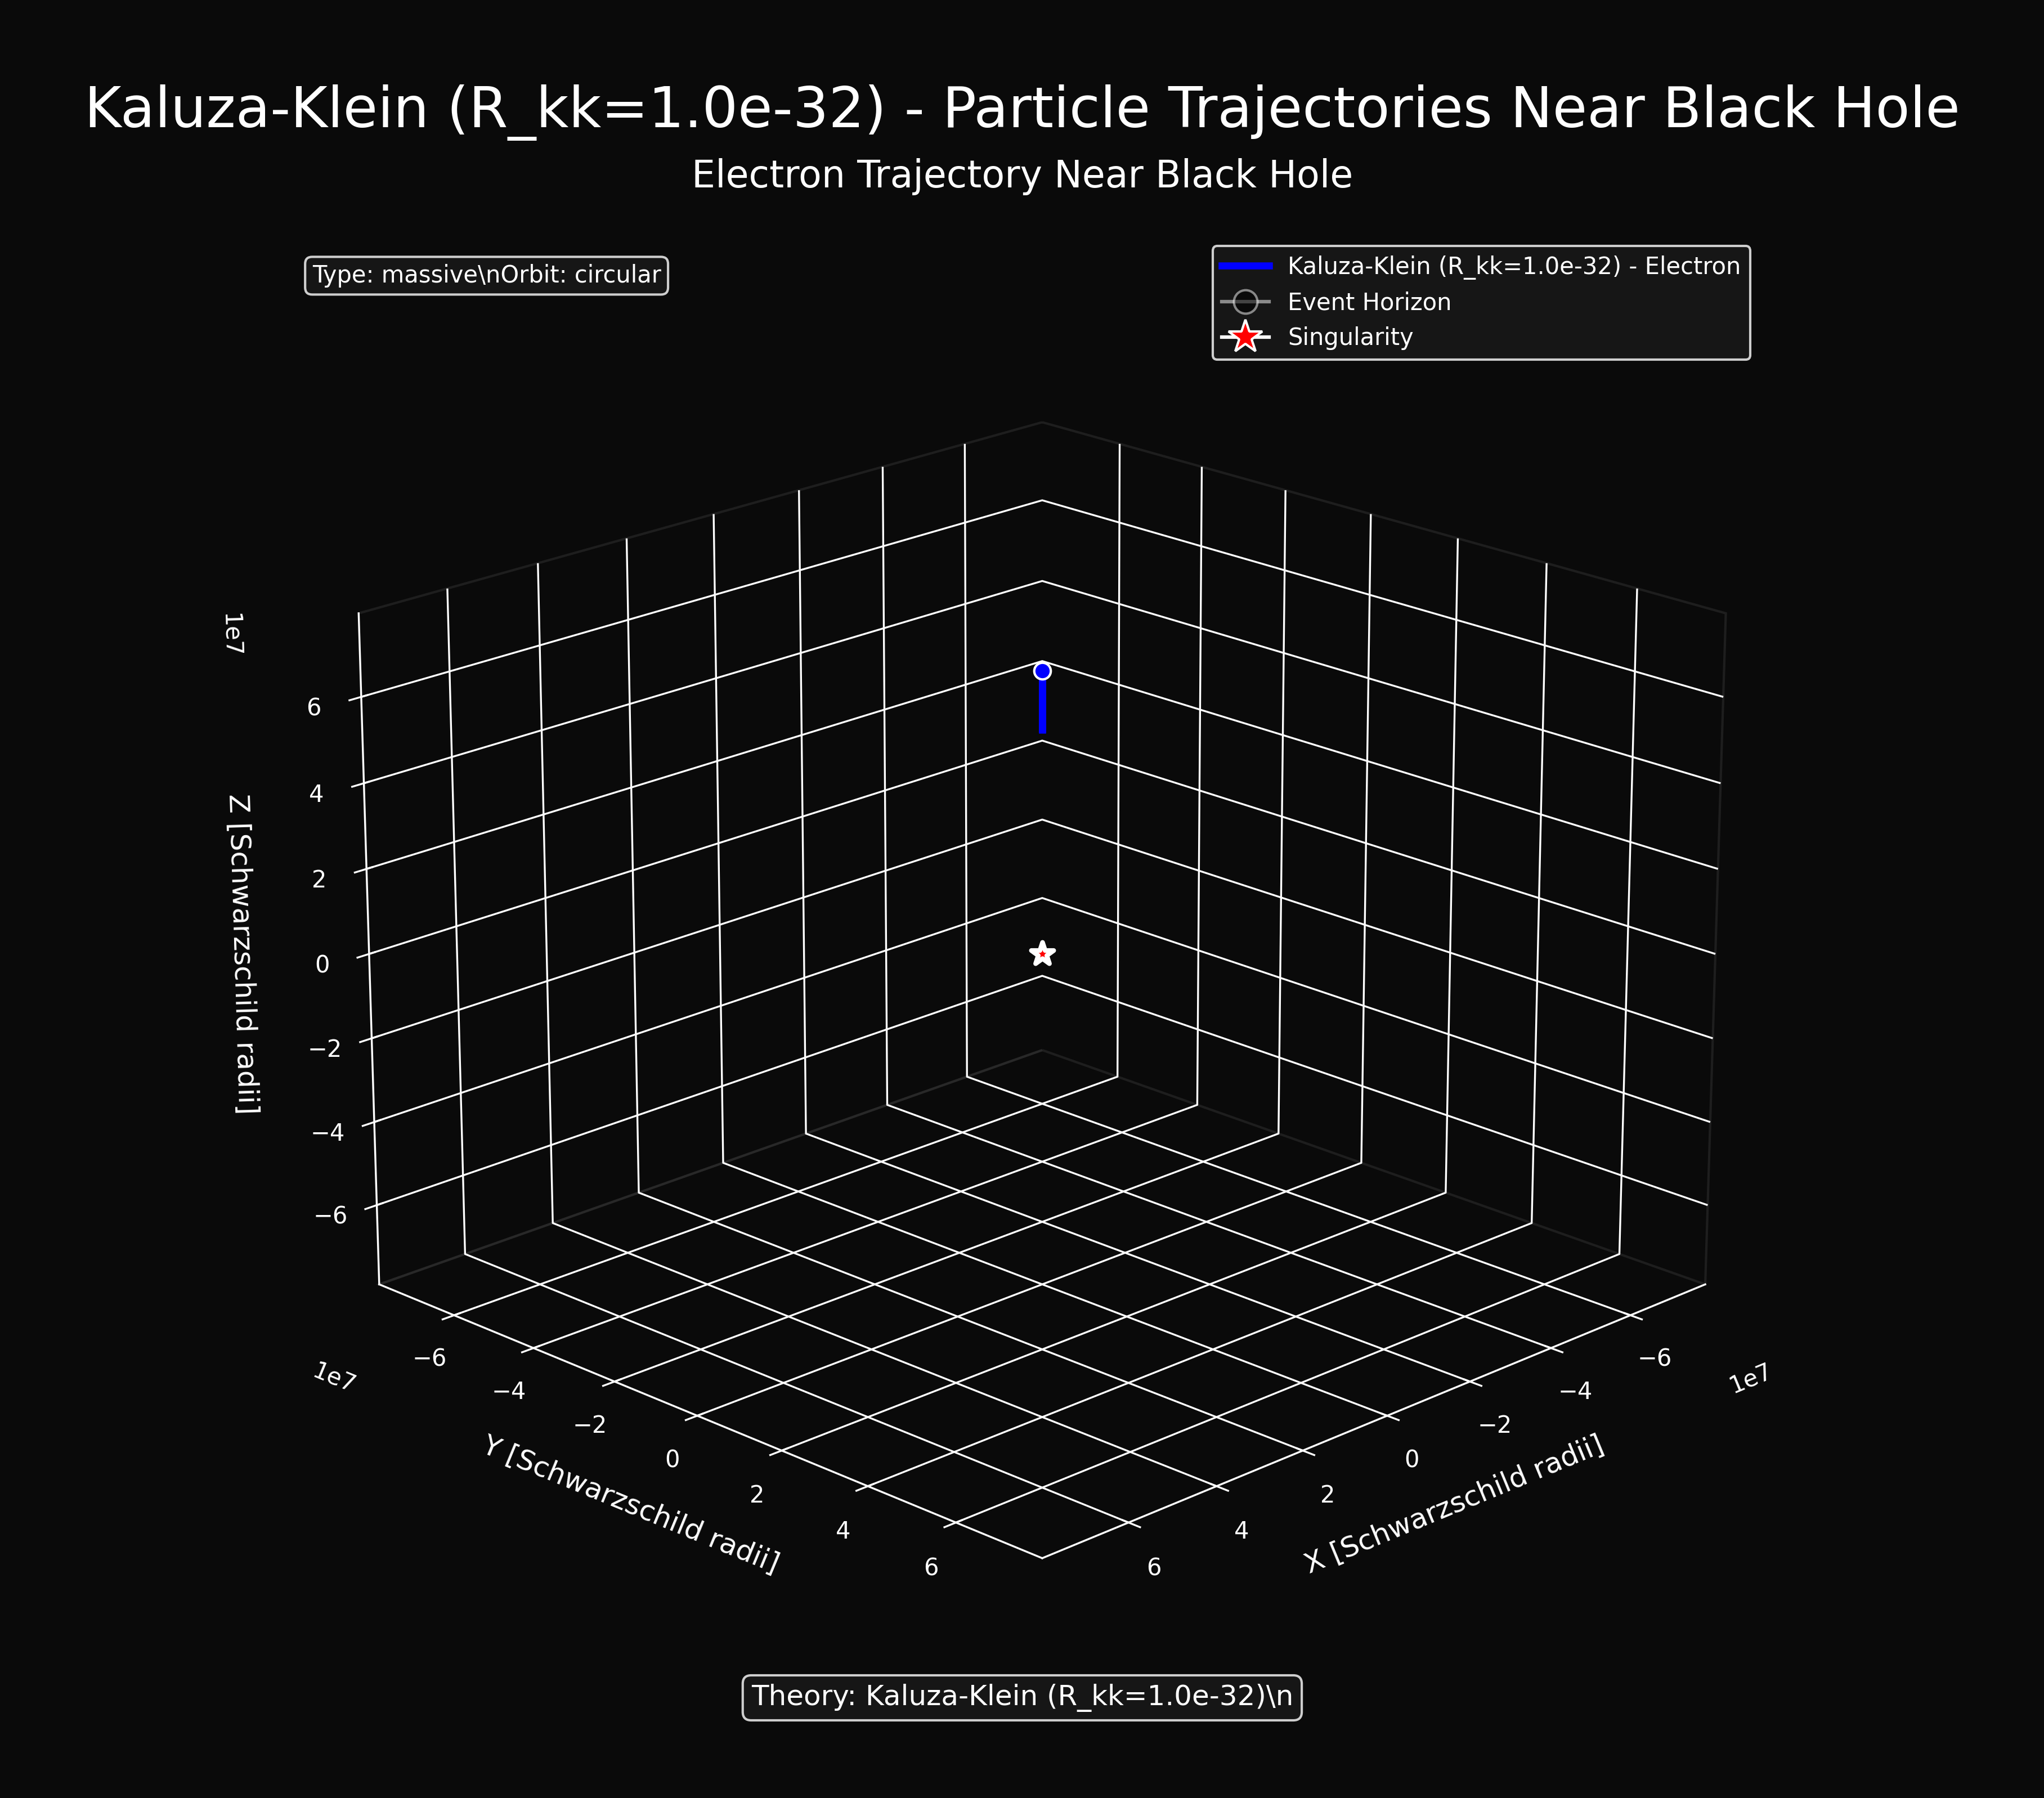 Kaluza-Klein (R_kk=1.0e-32) - Particle Trajectories Near Black Hole
Electron Trajectory Near Black Hole
Type: massive\nOrbit: circular
Kaluza-Klein (R_kk=1.0e-32) - Electron
Event Horizon
Singularity
1e7
6
4
2
0
−2
−4
−6
Z [Schwarzschild radii]
1e7
−6
−4
−2
0
2
4
6
Y [Schwarzschild radii]
6
4
2
0
−2
−4
−6
1e7
X [Schwarzschild radii]
Theory: Kaluza-Klein (R_kk=1.0e-32)\n